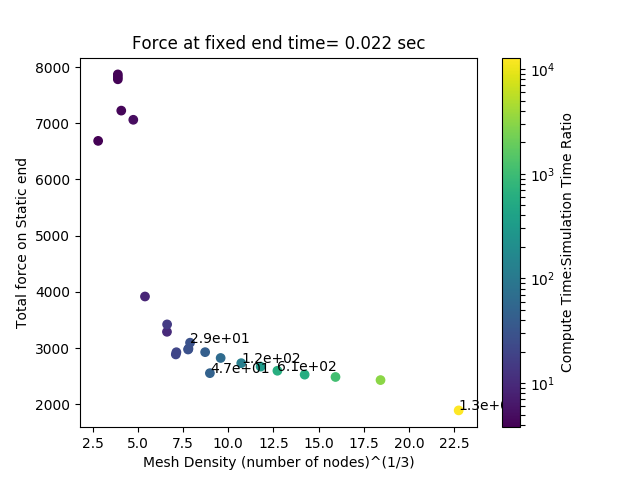 Force at fixed end time= 0.022 sec
Total force on Static end
8000
7000
6000
5000
4000
3000
2000
2.9e+01
4.7e+01
1.2e+02
6.1e+02
2.5
5.0
7.5
10.0
12.5
15.0
17.5
20.0
22.5
Mesh Density (number of nodes)^(1/3)
10^4
10^3
10^2
10^1
Compute Time:Simulation Time Ratio